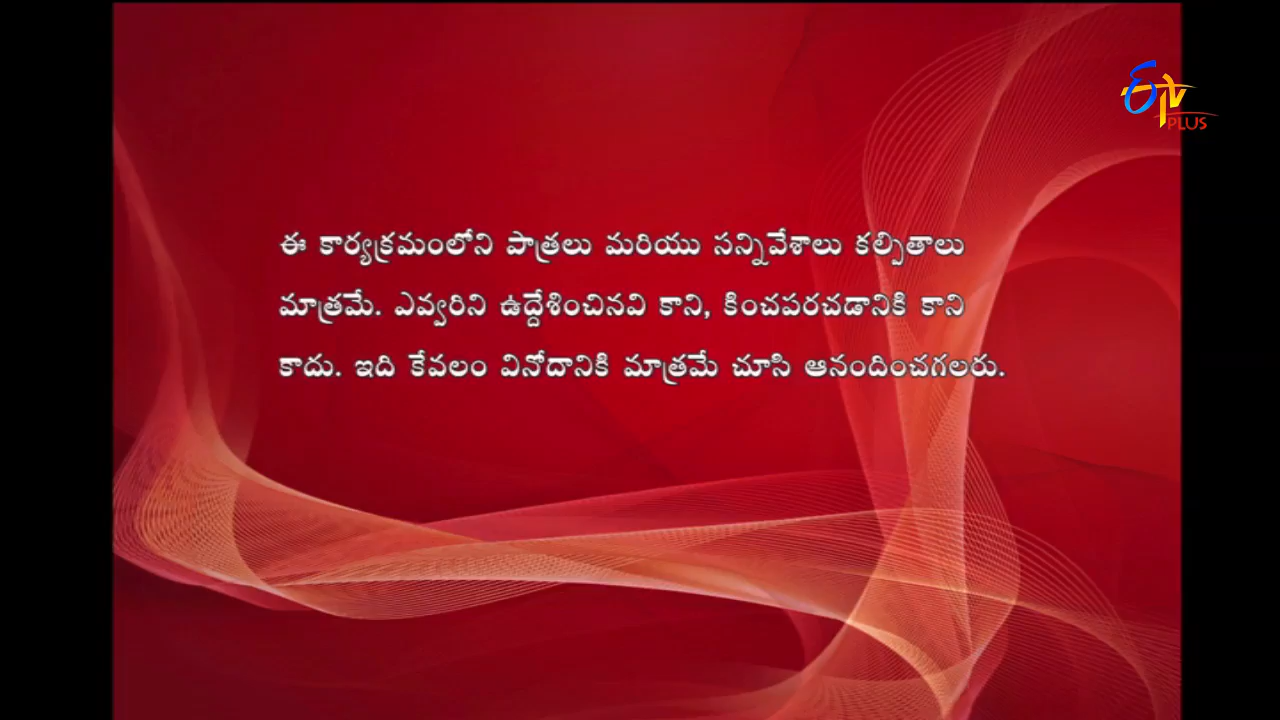 ETV
PLUS
ఈ కార్యక్రమంలోని పాత్రలు మరియు సన్నివేశాలు కల్పితాలు
మాత్రమే. ఎవ్వరిని ఉద్దేశించినవి కాని, కించపరచడానికి కాని
కాదు. ఇది కేవలం వినోదానికి మాత్రమే చూసి ఆనందించగలరు.